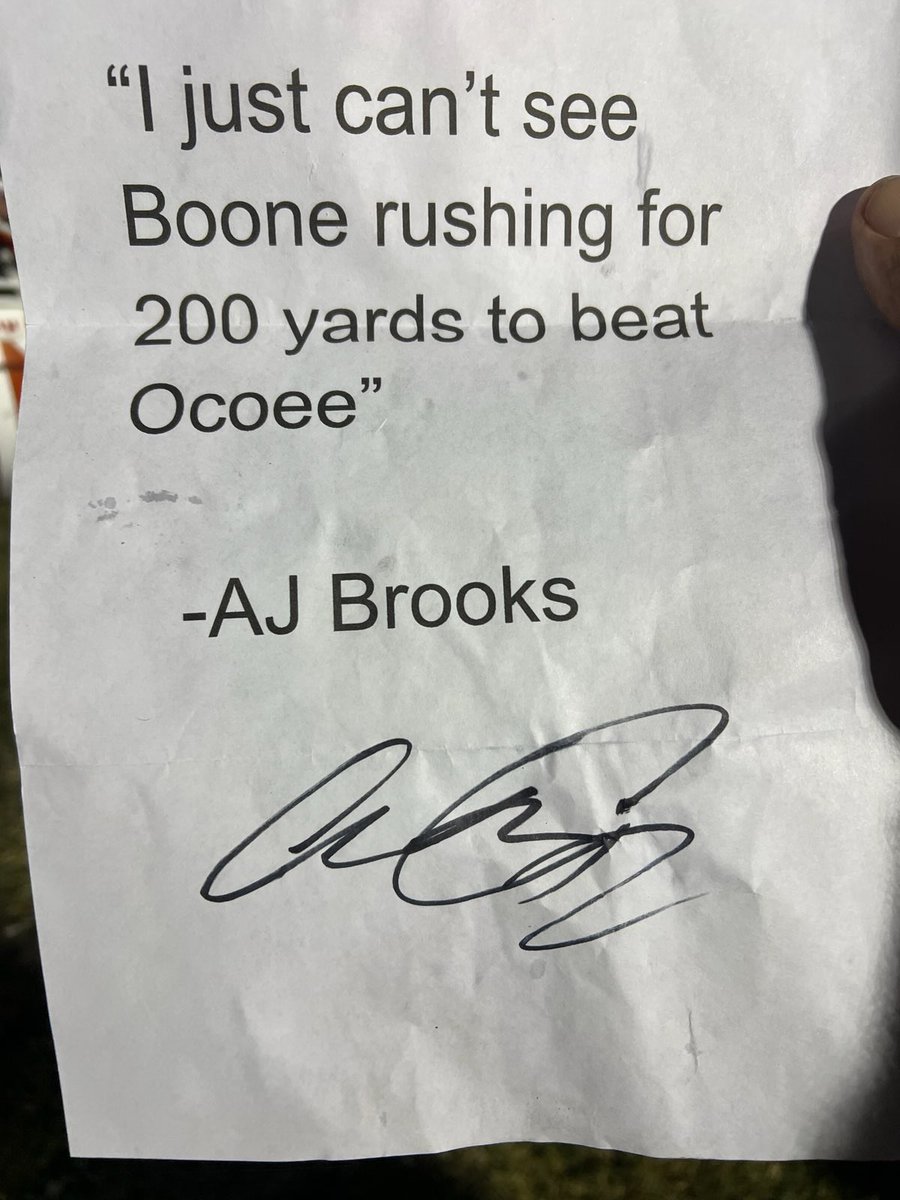 “I just can’t see
Boone rushing for
200 yards to beat
Ocoee”
-AJ Brooks